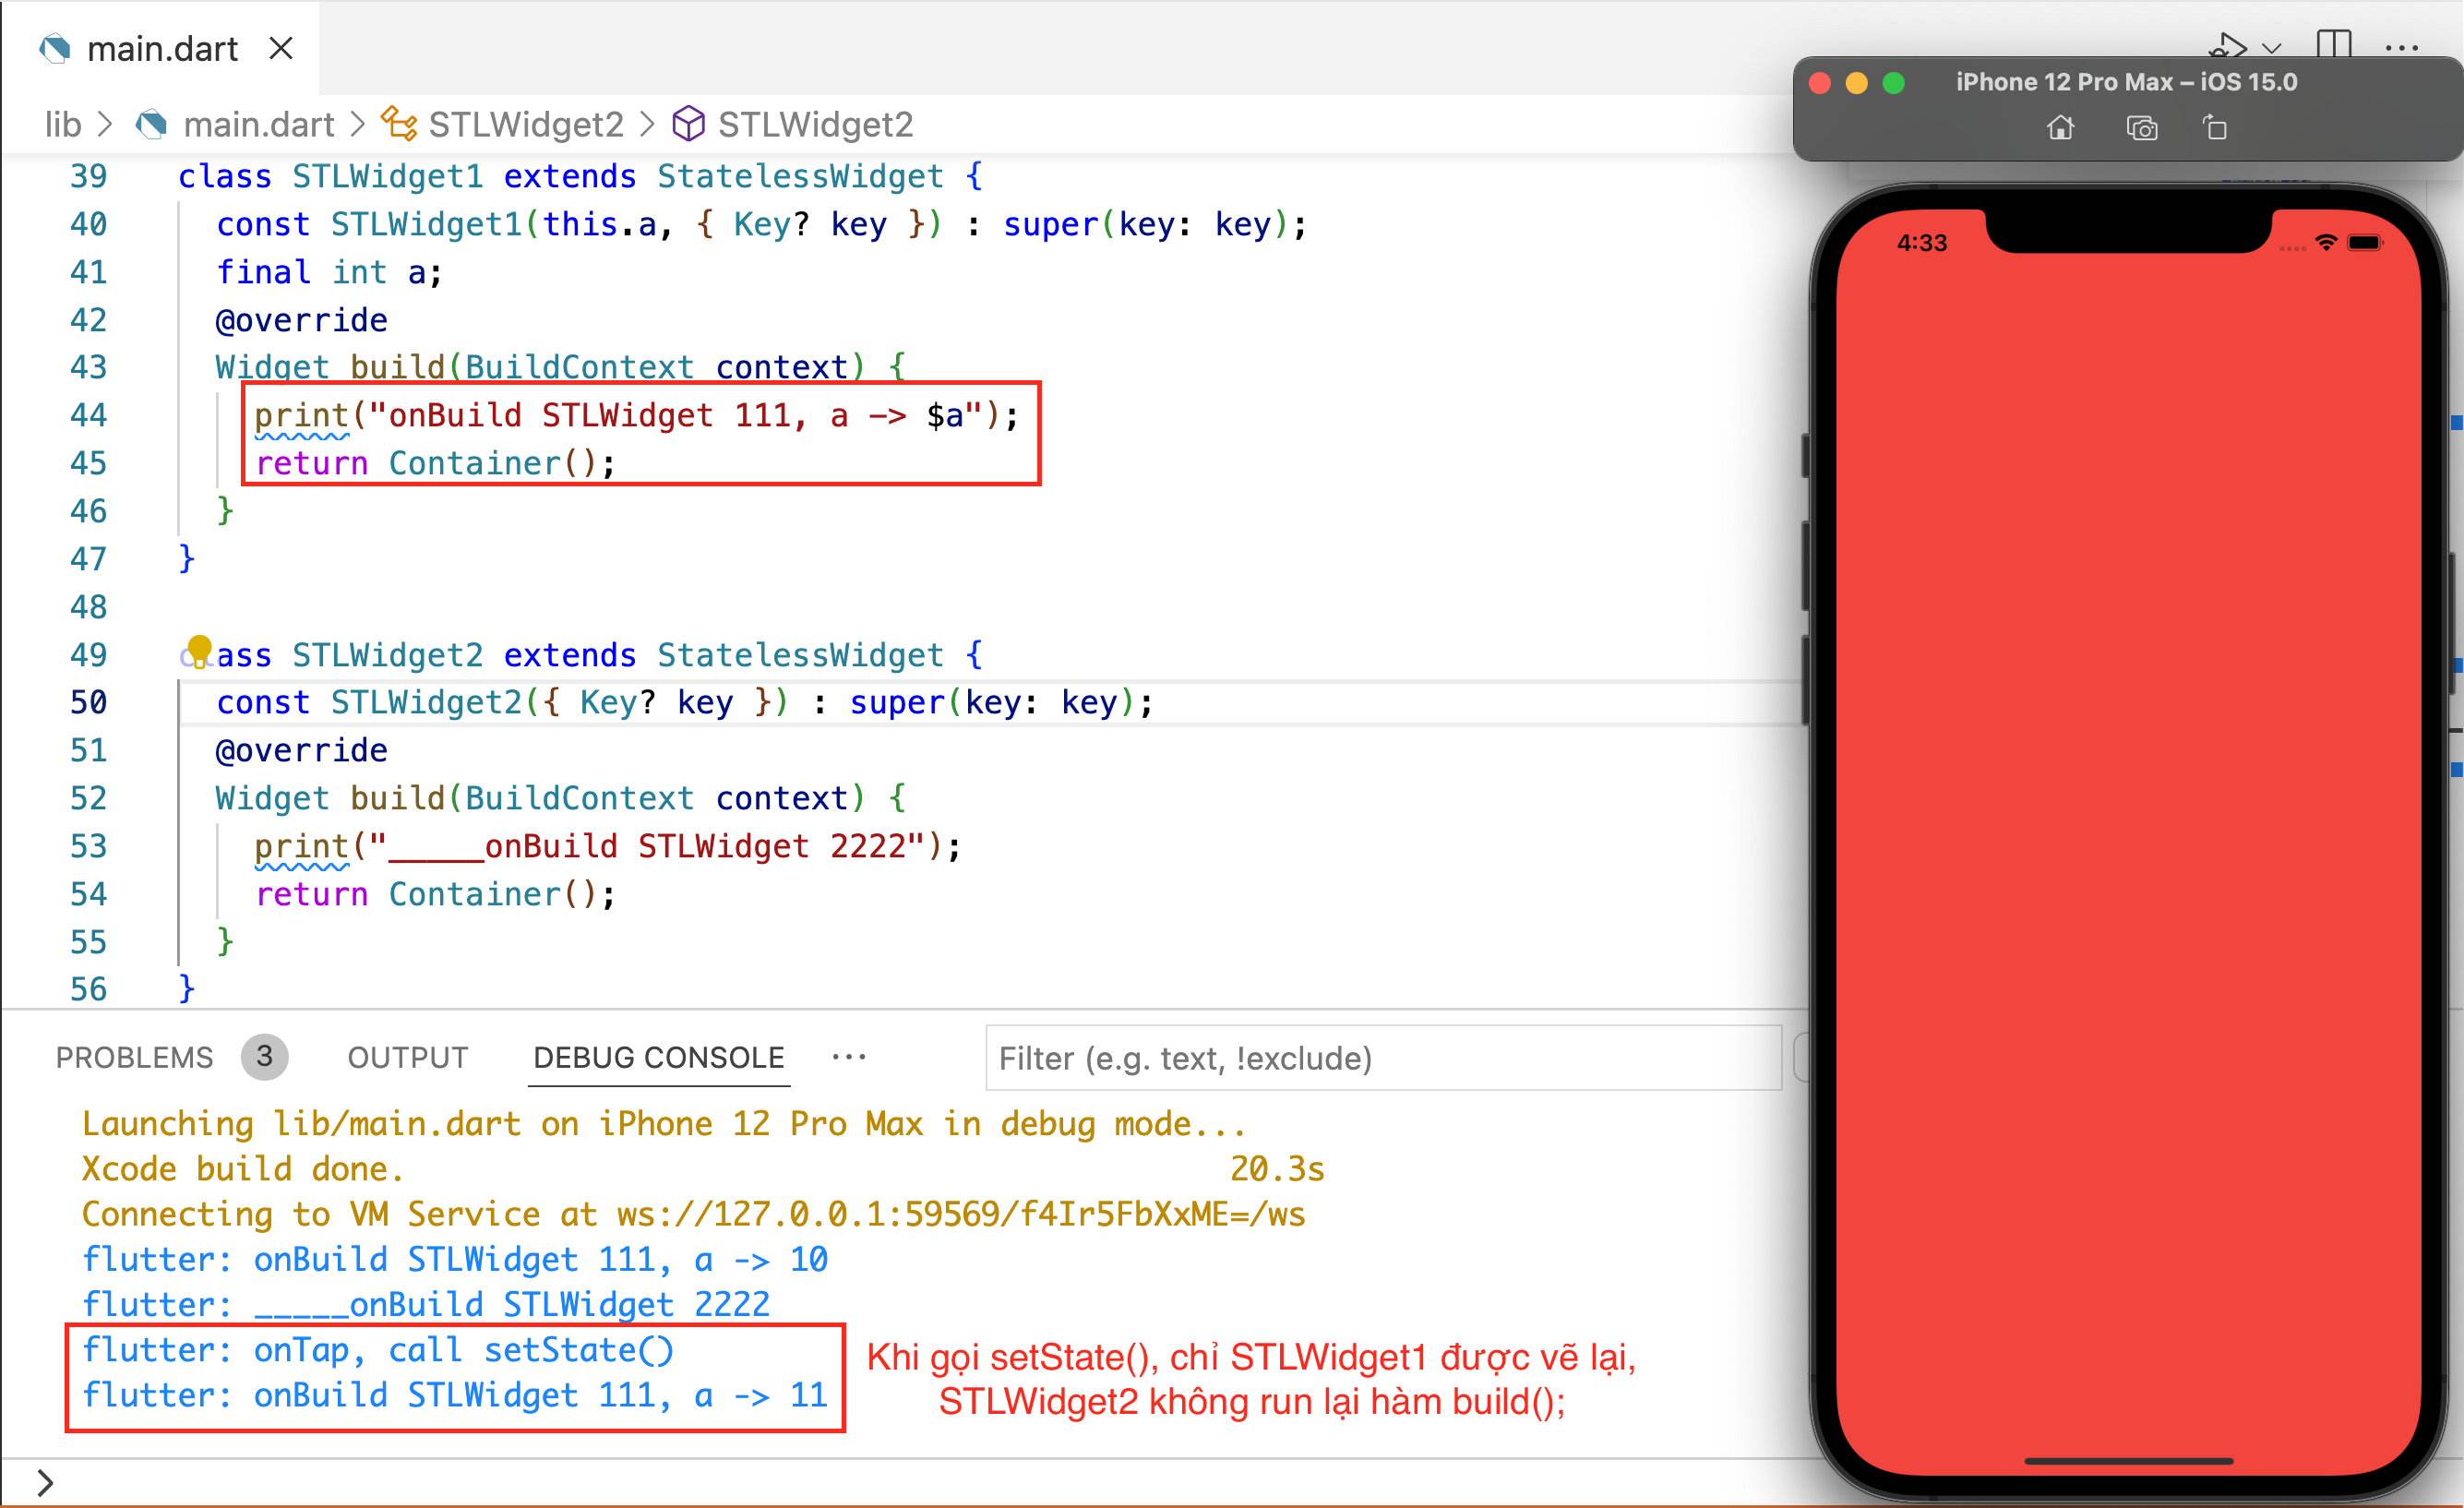 main.dart
lib > main.dart > STLWidget2 > STLWidget2
39 class STLWidget1 extends StatelessWidget {
40 const STLWidget1(this.a, { Key? key }) : super(key: key);
41 final int a;
42 @override
43 Widget build(BuildContext context) {
44 print("onBuild STLWidget 111, a -> $a");
45 return Container();
46 }
47 }
48
49 class STLWidget2 extends StatelessWidget {
50 const STLWidget2({ Key? key }) : super(key: key);
51 @override
52 Widget build(BuildContext context) {
53 print("_____onBuild STLWidget 2222");
54 return Container();
55 }
56 }
PROBLEMS 3 OUTPUT DEBUG CONSOLE ... Filter (e.g. text, !exclude)
Launching lib/main.dart on iPhone 12 Pro Max in debug mode...
Xcode build done. 20.3s
Connecting to VM Service at ws://127.0.0.1:59569/f4Ir5FbXxME=/ws
flutter: onBuild STLWidget 111, a -> 10
flutter: _____onBuild STLWidget 2222
flutter: onTap, call setState()
flutter: onBuild STLWidget 111, a -> 11
Khi gọi setState(), chỉ STLWidget1 được vẽ lại,
STLWidget2 không run lại hàm build();
iPhone 12 Pro Max – iOS 15.0
4:33